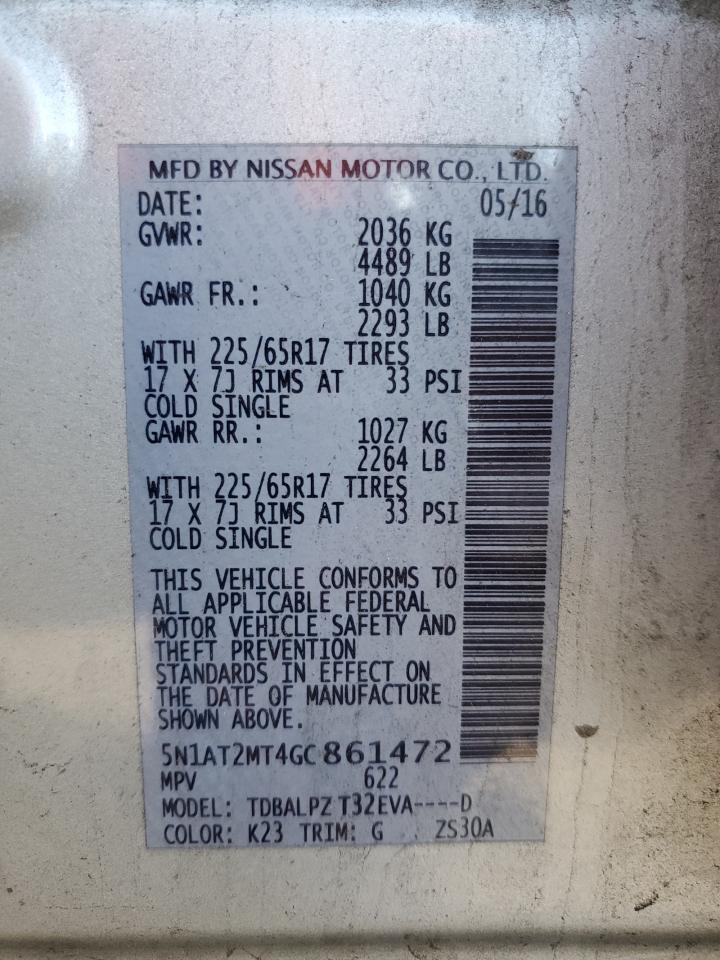 MFD BY NISSAN MOTOR CO., LTD.
DATE: 05/16
GVWR: 2036 KG
4489 LB
GAWR FR.: 1040 KG
2293 LB
WITH 225/65R17 TIRES
17 X 7J RIMS AT 33 PSI
COLD SINGLE
GAWR RR.: 1027 KG
2264 LB
WITH 225/65R17 TIRES
17 X 7J RIMS AT 33 PSI
COLD SINGLE
THIS VEHICLE CONFORMS TO
ALL APPLICABLE FEDERAL
MOTOR VEHICLE SAFETY AND
THEFT PREVENTION
STANDARDS IN EFFECT ON
THE DATE OF MANUFACTURE
SHOWN ABOVE.
5N1AT2MT4GC861472
MPV 622
MODEL: TDBALPZ T32EVA----D
COLOR: K23 TRIM: G ZS30A